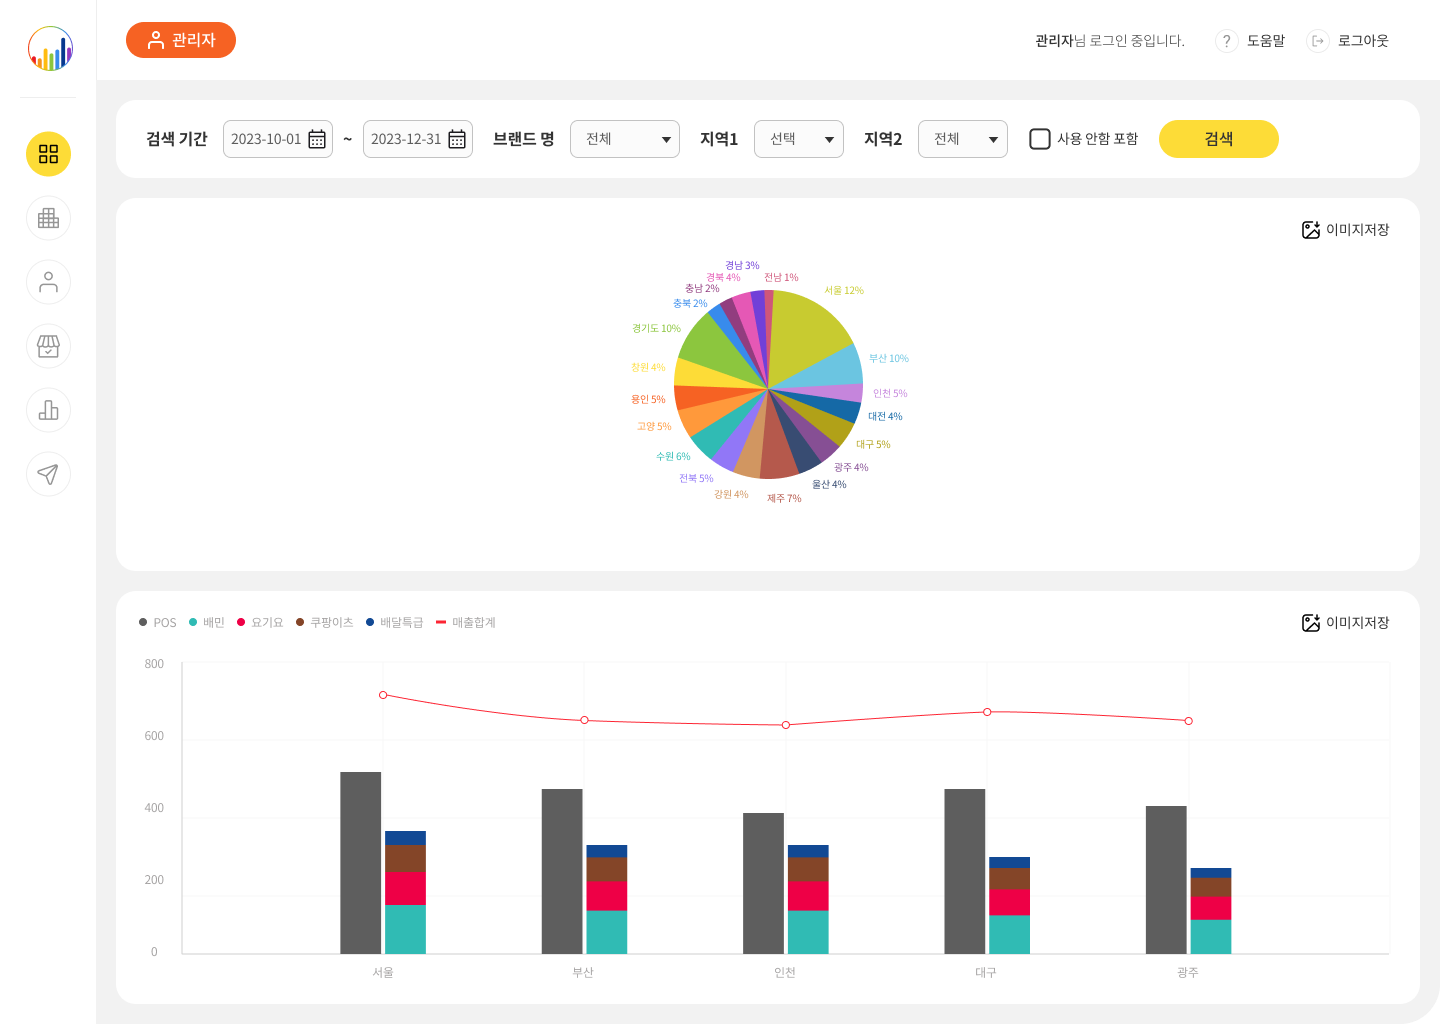 관리자
관리자님 로그인 중입니다.
? 도움말
로그아웃
검색 기간 2023-10-01 ~ 2023-12-31 브랜드 명 전체 지역1 선택 지역2 전체 사용 안함 포함 검색
이미지저장
경남 3%
경북 4%
전남 1%
충남 2%
서울 12%
충북 2%
경기도 10%
부산 10%
창원 4%
인천 5%
용인 5%
대전 4%
고양 5%
대구 5%
수원 6%
광주 4%
전북 5%
울산 4%
강원 4%
제주 7%
POS 배민 요기요 쿠팡이츠 배달특급 매출합계
이미지저장
800
600
400
200
0
서울 부산 인천 대구 광주